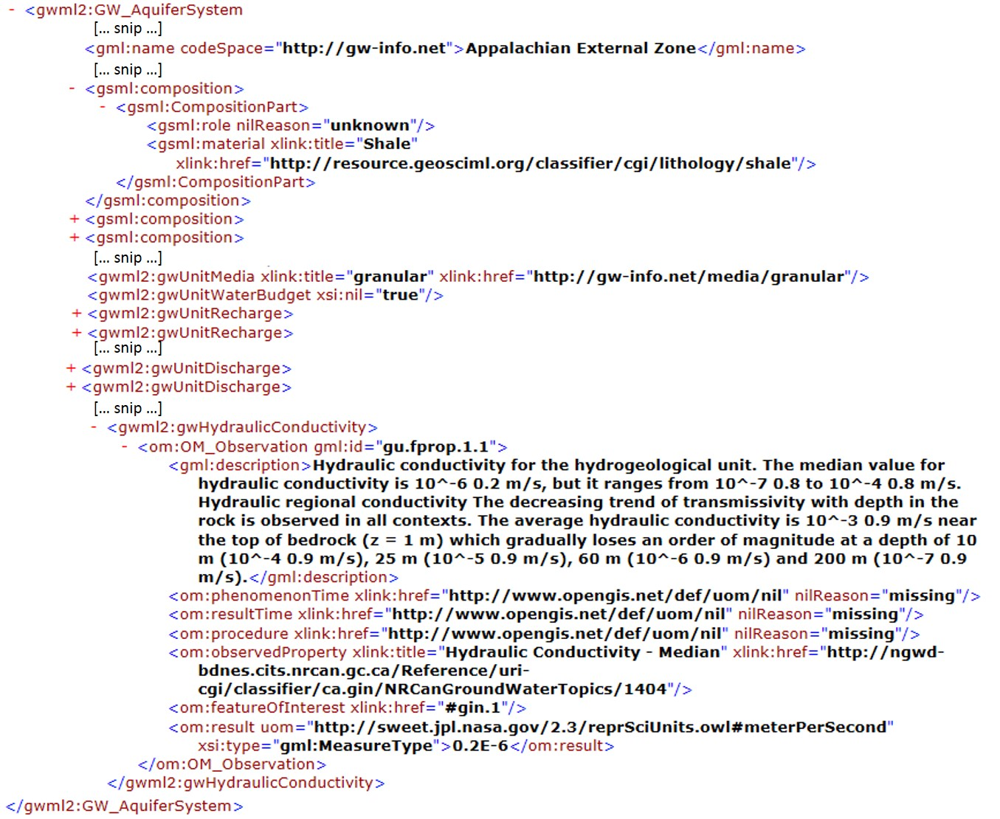 - <gwml2:GW_AquiferSystem
[... snip ...]
<gml:name codeSpace="http://gw-info.net">Appalachian External Zone</gml:name>
[... snip ...]
- <gsml:composition>
- <gsml:CompositionPart>
<gsml:role nilReason="unknown"/>
<gsml:material xlink:title="Shale"
xlink:href="http://resource.geosciml.org/classifier/cgi/lithology/shale"/>
</gsml:CompositionPart>
</gsml:composition>
+ <gsml:composition>
+ <gsml:composition>
[... snip ...]
<gwml2:gwUnitMedia xlink:title="granular" xlink:href="http://gw-info.net/media/granular"/>
<gwml2:gwUnitWaterBudget xsi:nil="true"/>
+ <gwml2:gwUnitRecharge>
+ <gwml2:gwUnitRecharge>
[... snip ...]
+ <gwml2:gwUnitDischarge>
+ <gwml2:gwUnitDischarge>
[... snip ...]
- <gwml2:gwHydraulicConductivity>
- <om:OM_Observation gml:id="gu.fprop.1.1">
<gml:description>Hydraulic conductivity for the hydrogeological unit. The median value for
hydraulic conductivity is 10^-6 0.2 m/s, but it ranges from 10^-7 0.8 to 10^-4 0.8 m/s.
Hydraulic regional conductivity The decreasing trend of transmissivity with depth in the
rock is observed in all contexts. The average hydraulic conductivity is 10^-3 0.9 m/s near
the top of bedrock (z = 1 m) which gradually loses an order of magnitude at a depth of 10
m (10^-4 0.9 m/s), 25 m (10^-5 0.9 m/s), 60 m (10^-6 0.9 m/s) and 200 m (10^-7 0.9
m/s).</gml:description>
<om:phenomenonTime xlink:href="http://www.opengis.net/def/uom/nil" nilReason="missing"/>
<om:resultTime xlink:href="http://www.opengis.net/def/uom/nil" nilReason="missing"/>
<om:procedure xlink:href="http://www.opengis.net/def/uom/nil" nilReason="missing"/>
<om:observedProperty xlink:title="Hydraulic Conductivity - Median" xlink:href="http://ngwd-
bdnes.cits.nrcan.gc.ca/Reference/uri-
cgi/classifier/ca.gin/NRCanGroundWaterTopics/1404"/>
<om:featureOfInterest xlink:href="#gin.1"/>
<om:result uom="http://sweet.jpl.nasa.gov/2.3/reprSciUnits.owl#meterPerSecond"
xsi:type="gml:MeasureType">0.2E-6</om:result>
</om:OM_Observation>
</gwml2:gwHydraulicConductivity>
</gwml2:GW_AquiferSystem>